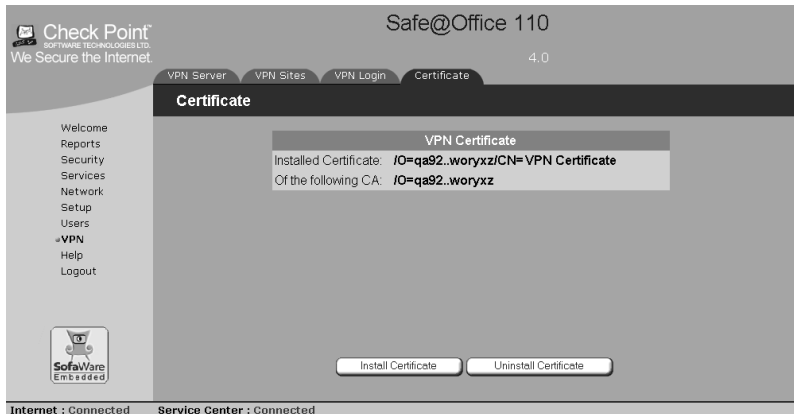 Check Point™
SOFTWARE TECHNOLOGIES LTD.
We Secure the Internet.
Safe@Office 110
4.0
VPN Server VPN Sites VPN Login Certificate
Certificate
Welcome
Reports
Security
Services
Network
Setup
Users
VPN
Help
Logout
VPN Certificate
Installed Certificate: /O=qa92..woryxz/CN=VPN Certificate
Of the following CA: /O=qa92..woryxz
SofaWare
Embedded
Install Certificate Uninstall Certificate
Internet : Connected Service Center : Connected